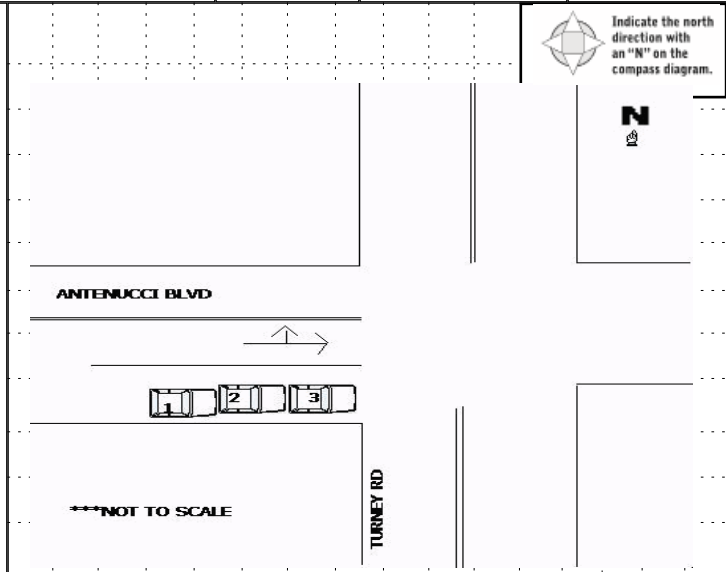 Indicate the north
direction with
an “N” on the
compass diagram.
N
ANTENUCCI BLVD
1
2
3
***NOT TO SCALE
TURNEY RD